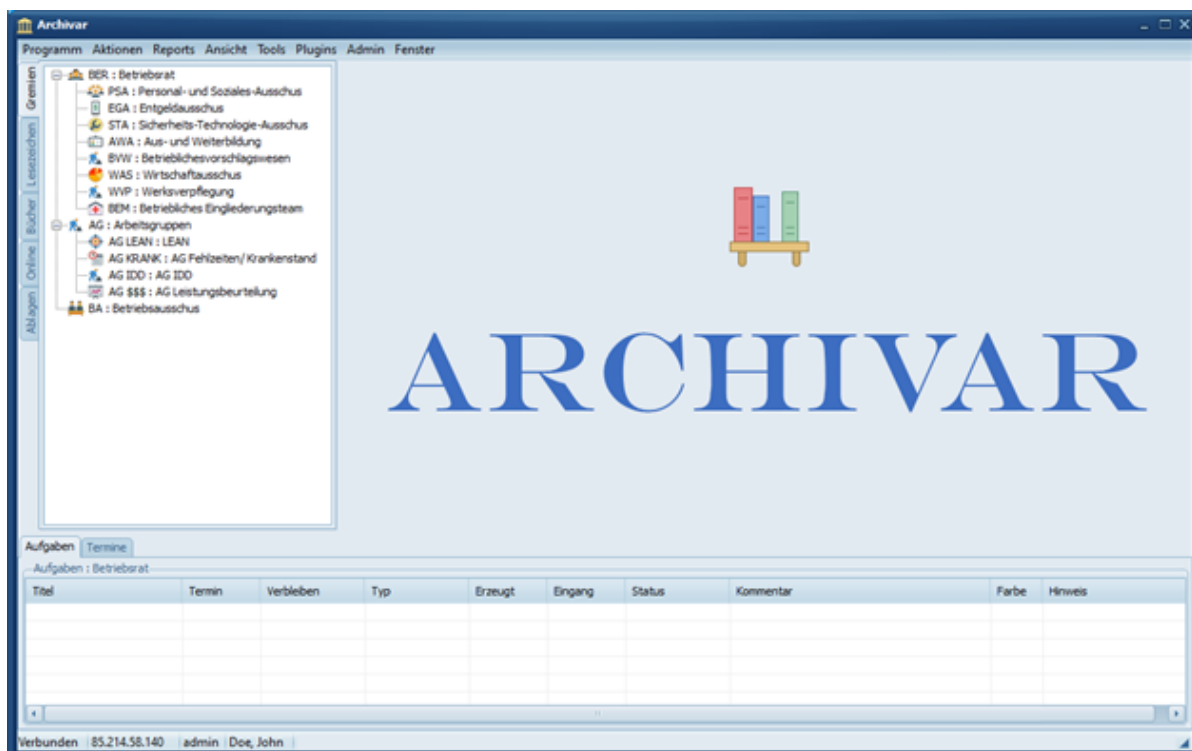 Archivar
Programm Aktionen Reports Ansicht Tools Plugins Admin Fenster
Gremien
Lesezeichen
Bücher
Online
Ablagen
BER : Betriebsrat
PSA : Personal- und Soziales-Ausschus
EGA : Entgeldausschus
STA : Sicherheits-Technologie-Ausschus
AWA : Aus- und Weiterbildung
BVW : Betrieblichesvorschlagswesen
WAS : Wirtschaftausschus
WVP : Werksverpflegung
BEM : Betriebliches Eingliederungsteam
AG : Arbeitsgruppen
AG LEAN : LEAN
AG KRANK : AG Fehlzeiten/ Krankenstand
AG IDD : AG IDD
AG $$$ : AG Leistungsbeurteilung
BA : Betriebsausschus
ARCHIVAR
Aufgaben Termine
Aufgaben : Betriebsrat
Titel Termin Verbleiben Typ Erzeugt Eingang Status Kommentar Farbe Hinweis
Verbunden 85.214.58.140 admin Doe, John